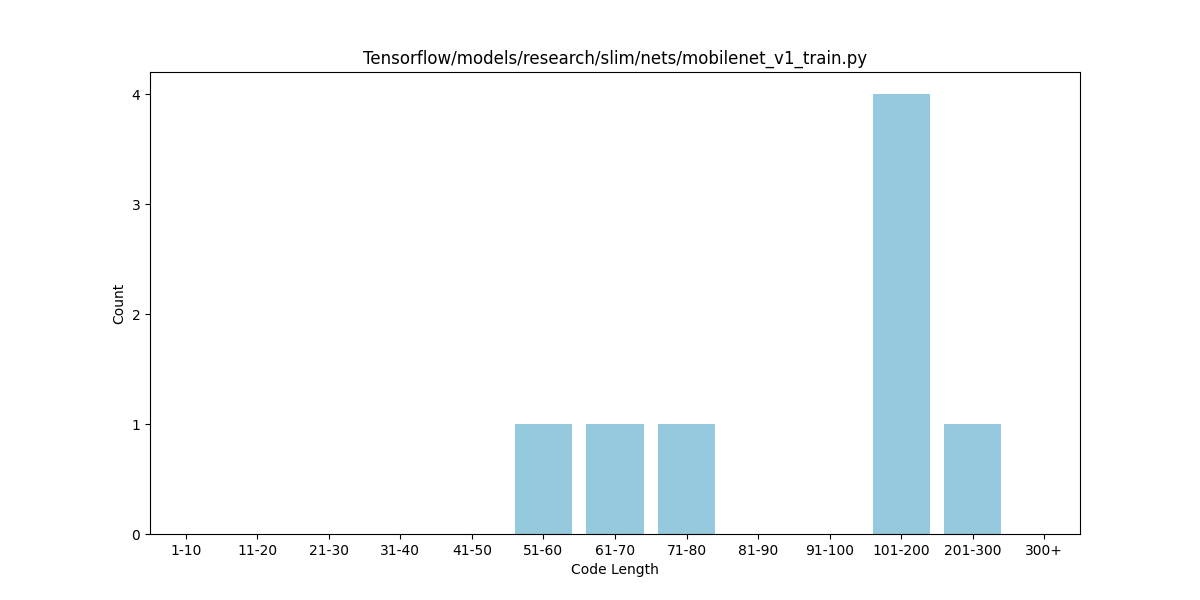 Tensorflow/models/research/slim/nets/mobilenet_v1_train.py
Count
4
3
2
1
0
1-10 11-20 21-30 31-40 41-50 51-60 61-70 71-80 81-90 91-100 101-200 201-300 300+
Code Length